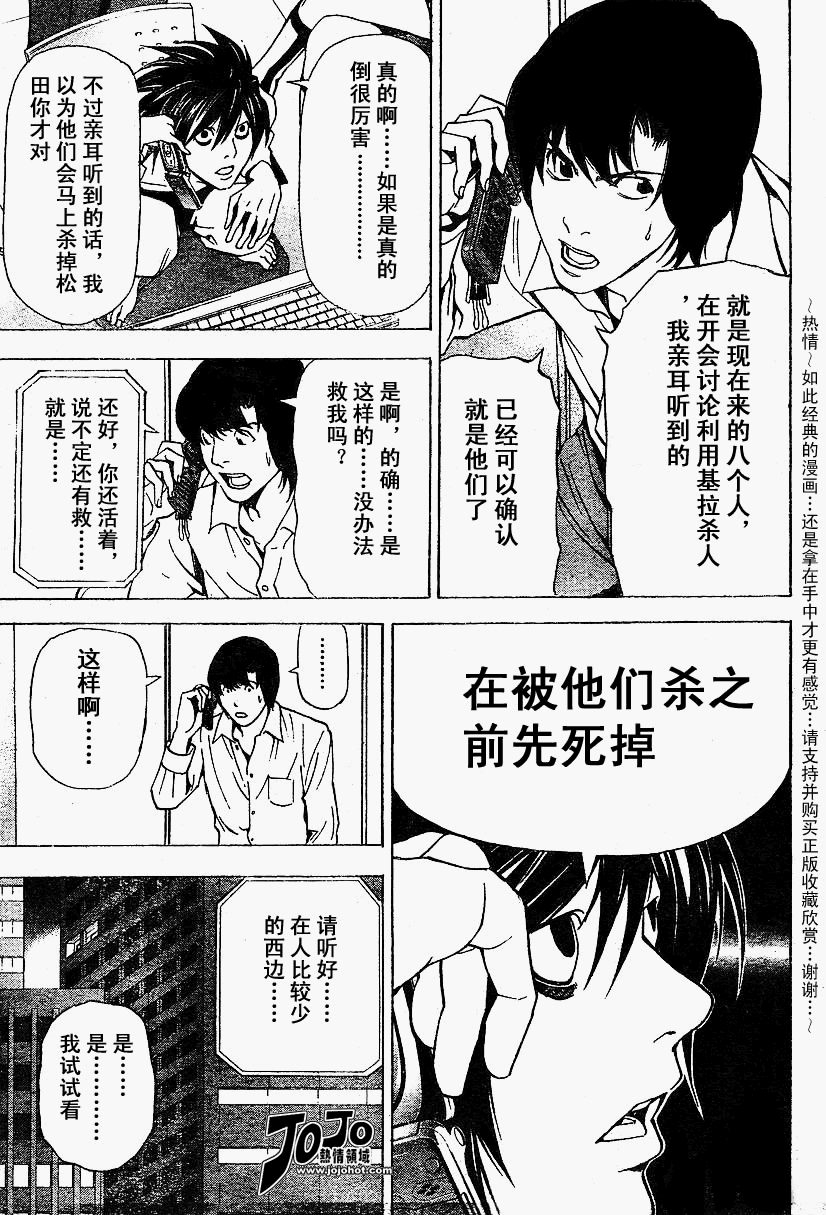 就是现在来的八个人，
在开会讨论利用基拉杀人
，我亲耳听到的
已经可以确认
就是他们了
真的啊……如果是真的
倒很厉害…………
不过亲耳听到的话，我
以为他们会马上杀掉松
田你才对
是啊，的确……是
这样的……没办法
救我吗？
还好，你还活着，
说不定还有救……
就是……
在被他们杀之
前先死掉
……
这样啊……
请听好……
在人比较少
的西边……
是……
是…………
我试试看
～热情～如此经典的漫画…还是拿在手中才更有感觉…请支持并购买正版收藏欣赏…谢谢…～
JOJO
熱情領域
www.jojohot.com